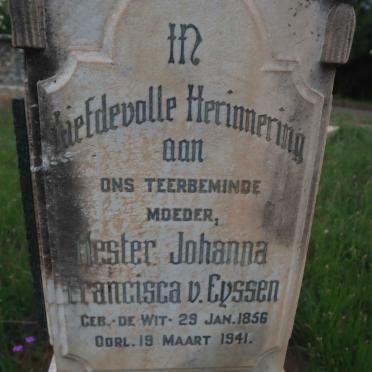 In
Liefdevolle Herinnering
aan
ONS TEERBEMINDE
MOEDER,
Hester Johanna
Francisca v. Eyssen
GEB. - DE WIT - 29 JAN. 1856
OORL. 19 MAART 1941.